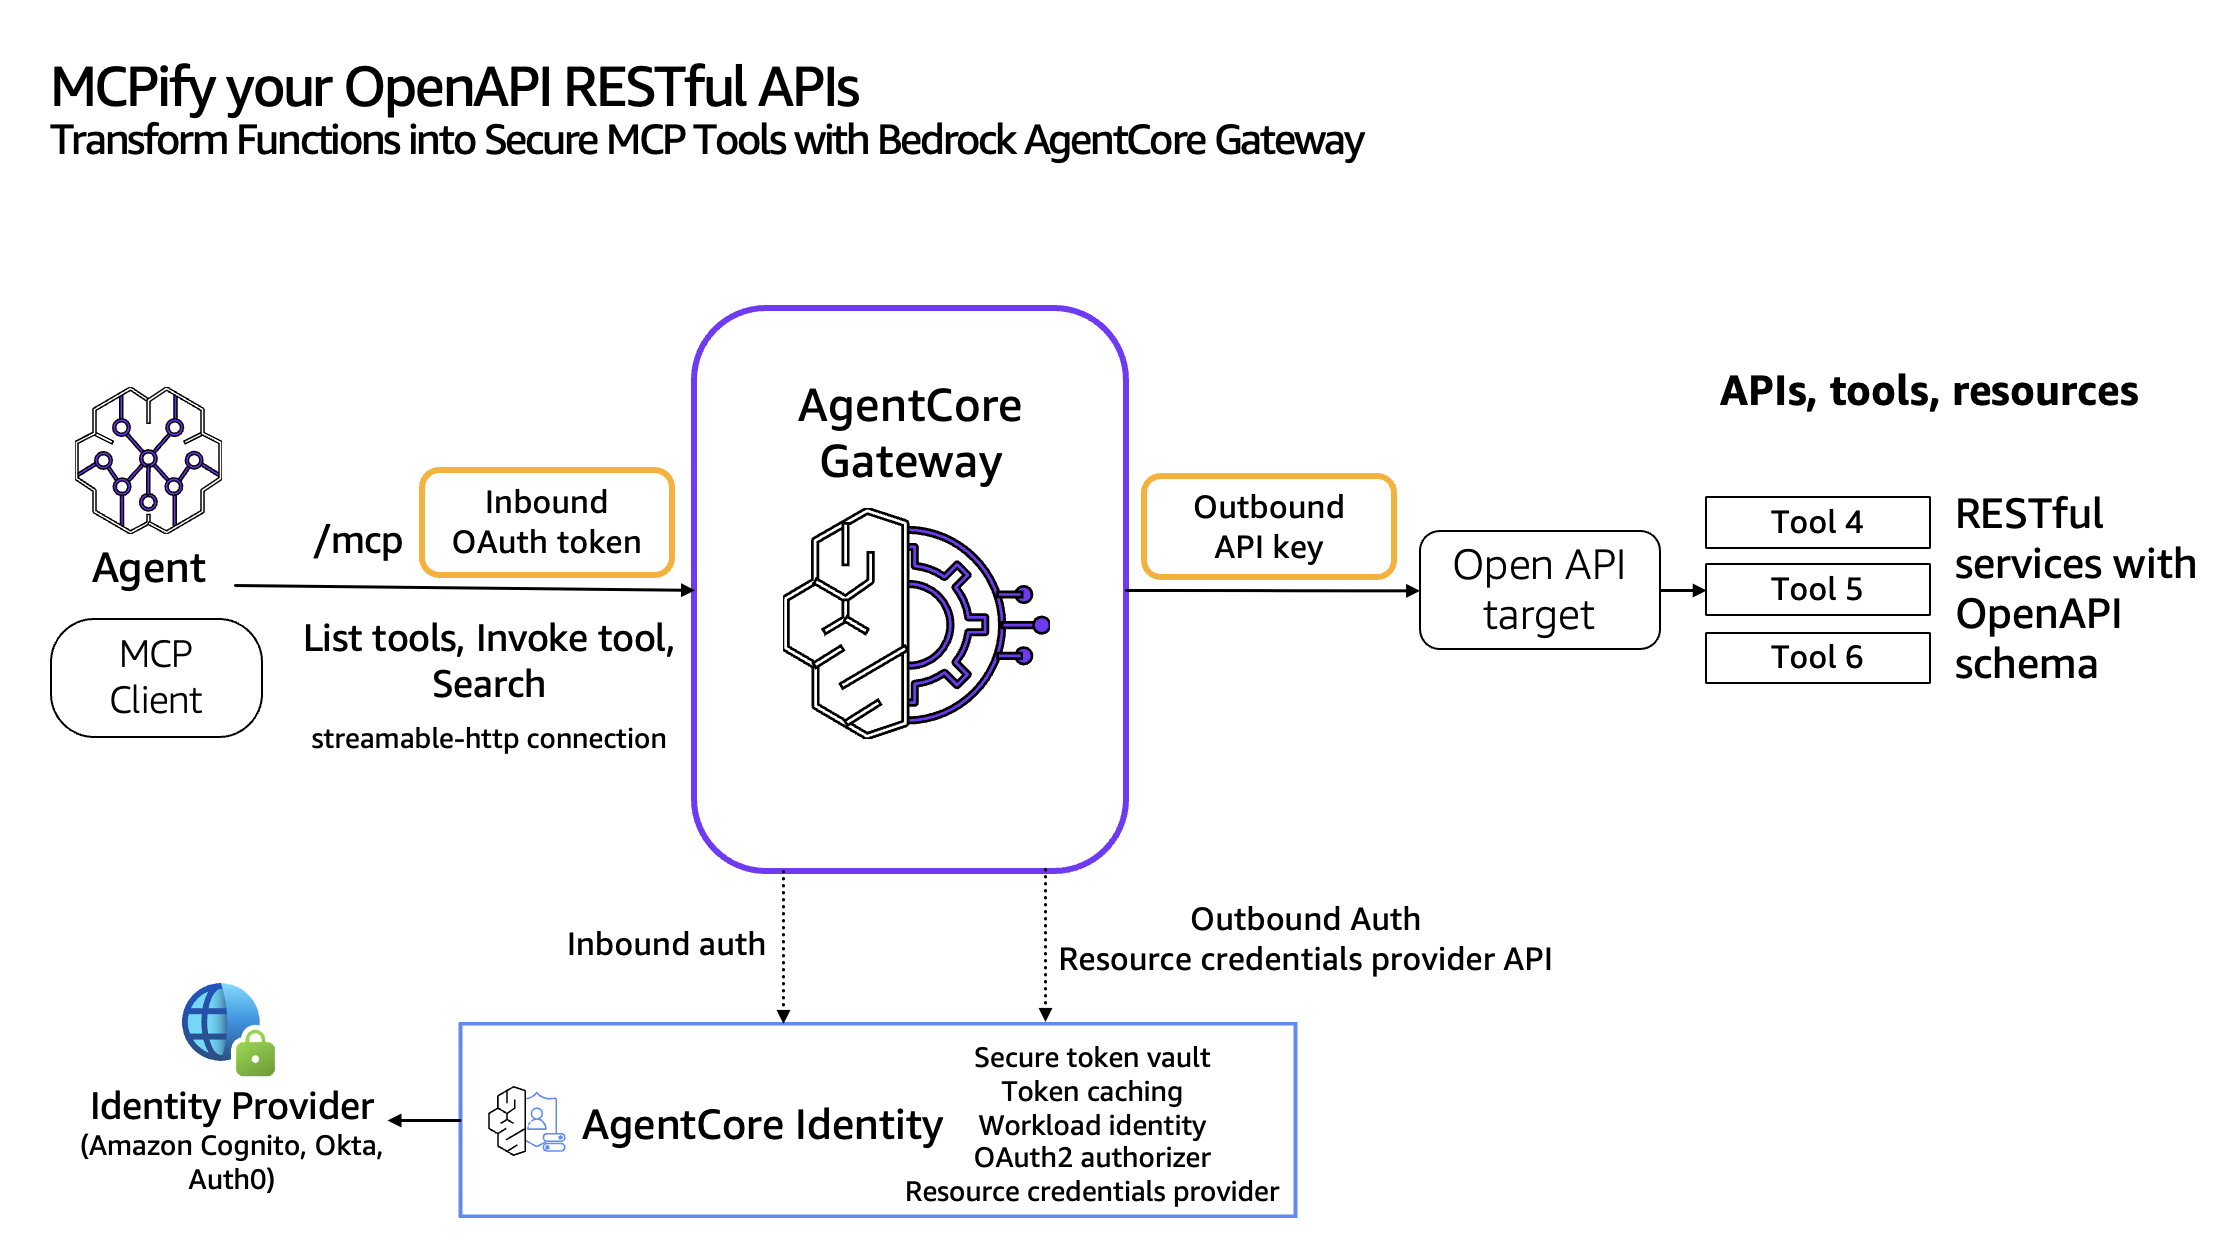 MCPify your OpenAPI RESTful APIs
Transform Functions into Secure MCP Tools with Bedrock AgentCore Gateway
Agent
MCP
Client
/mcp
Inbound
OAuth token
List tools, Invoke tool,
Search
streamable-http connection
AgentCore
Gateway
Outbound
API key
Open API
target
APIs, tools, resources
Tool 4
Tool 5
Tool 6
RESTful
services with
OpenAPI
schema
Inbound auth
Outbound Auth
Resource credentials provider API
Identity Provider
(Amazon Cognito, Okta,
Auth0)
AgentCore Identity
Secure token vault
Token caching
Workload identity
OAuth2 authorizer
Resource credentials provider